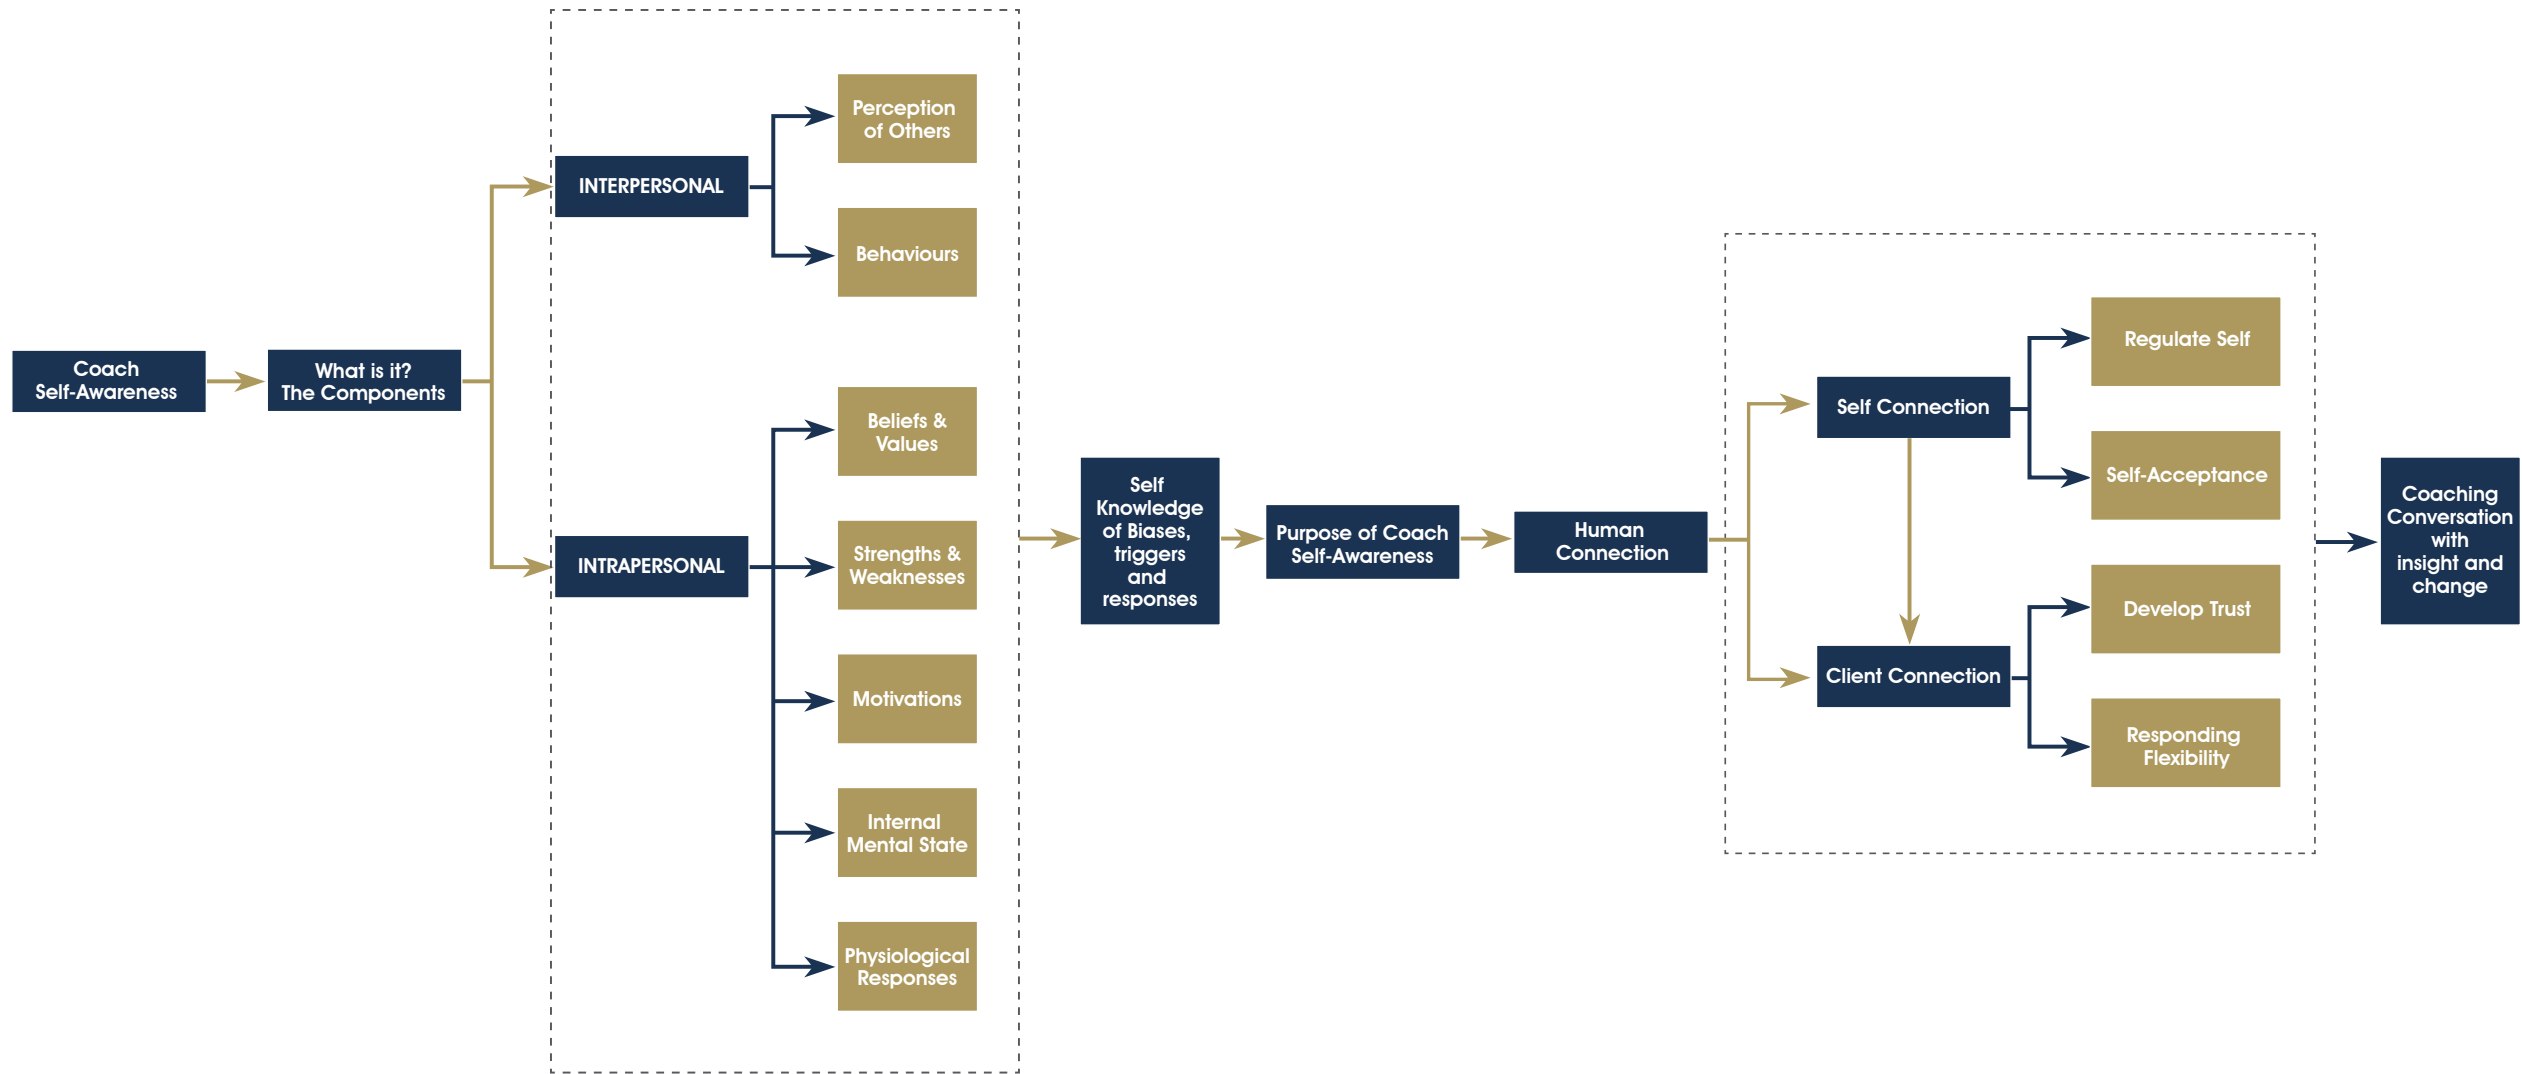 Coach
Self-Awareness
What is it?
The Components
INTERPERSONAL
Perception
of Others
Behaviours
INTRAPERSONAL
Beliefs &
Values
Strengths &
Weaknesses
Motivations
Internal
Mental State
Physiological
Responses
Self
Knowledge
of Biases,
triggers
and
responses
Purpose of Coach
Self-Awareness
Human
Connection
Self Connection
Regulate Self
Self-Acceptance
Client Connection
Develop Trust
Responding
Flexibility
Coaching
Conversation
with
insight and
change